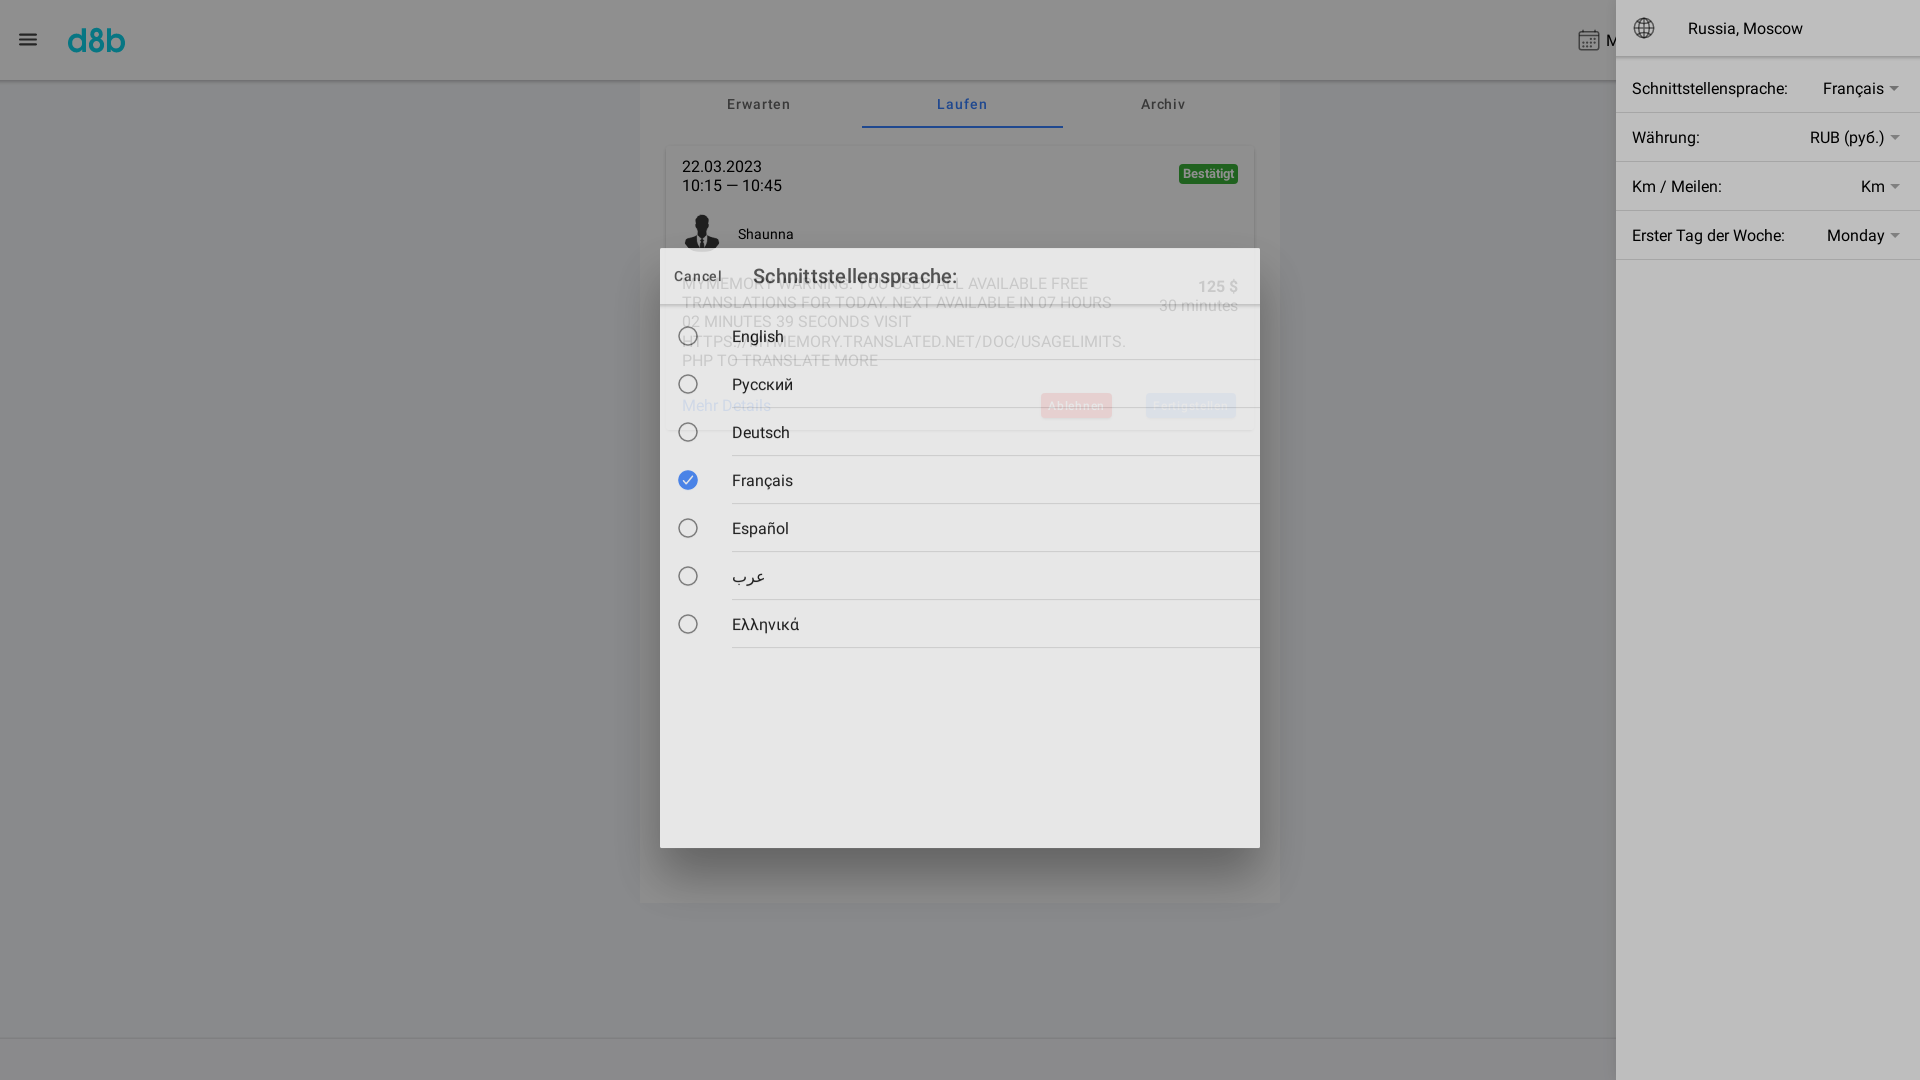 d8b
M
Russia, Moscow
Schnittstellensprache: Français
Währung: RUB (руб.)
Km / Meilen: Km
Erster Tag der Woche: Monday
Erwarten Laufen Archiv
22.03.2023
10:15 — 10:45
Bestätigt
Shaunna
Cancel Schnittstellensprache:
MYMEMORY WARNING: YOU USED ALL AVAILABLE FREE
TRANSLATIONS FOR TODAY. NEXT AVAILABLE IN 07 HOURS
02 MINUTES 39 SECONDS VISIT
HTTPS://MYMEMORY.TRANSLATED.NET/DOC/USAGELIMITS.
PHP TO TRANSLATE MORE
125 $
30 minutes
Mehr Details
Ablehnen
English
Русский
Deutsch
Français
Español
عرب
Ελληνικά